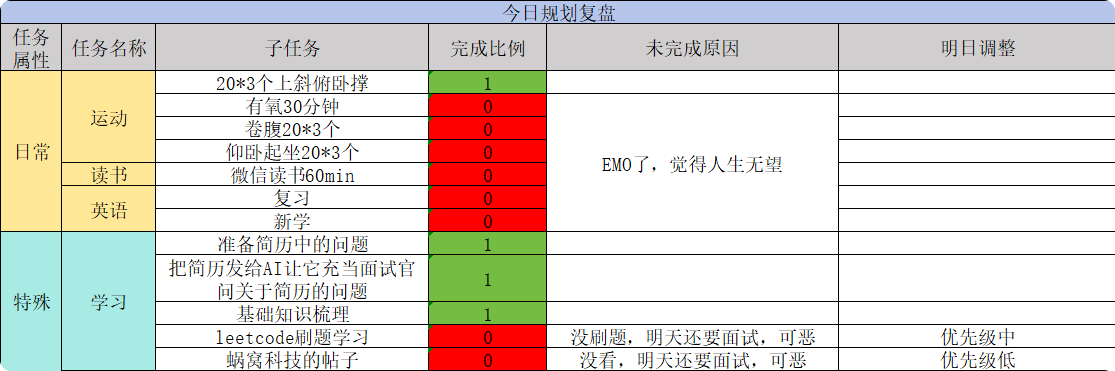 今日规划复盘
任务
属性
任务名称
子任务
完成比例
未完成原因
明日调整
日常
运动
20*3个上斜俯卧撑
1
有氧30分钟
0
EMO了，觉得人生无望
卷腹20*3个
0
仰卧起坐20*3个
0
读书
微信读书60min
0
英语
复习
0
新学
0
特殊
学习
准备简历中的问题
1
把简历发给AI让它充当面试官
问关于简历的问题
1
基础知识梳理
1
leetcode刷题学习
0
没刷题，明天还要面试，可恶
优先级中
蜗窝科技的帖子
0
没看，明天还要面试，可恶
优先级低